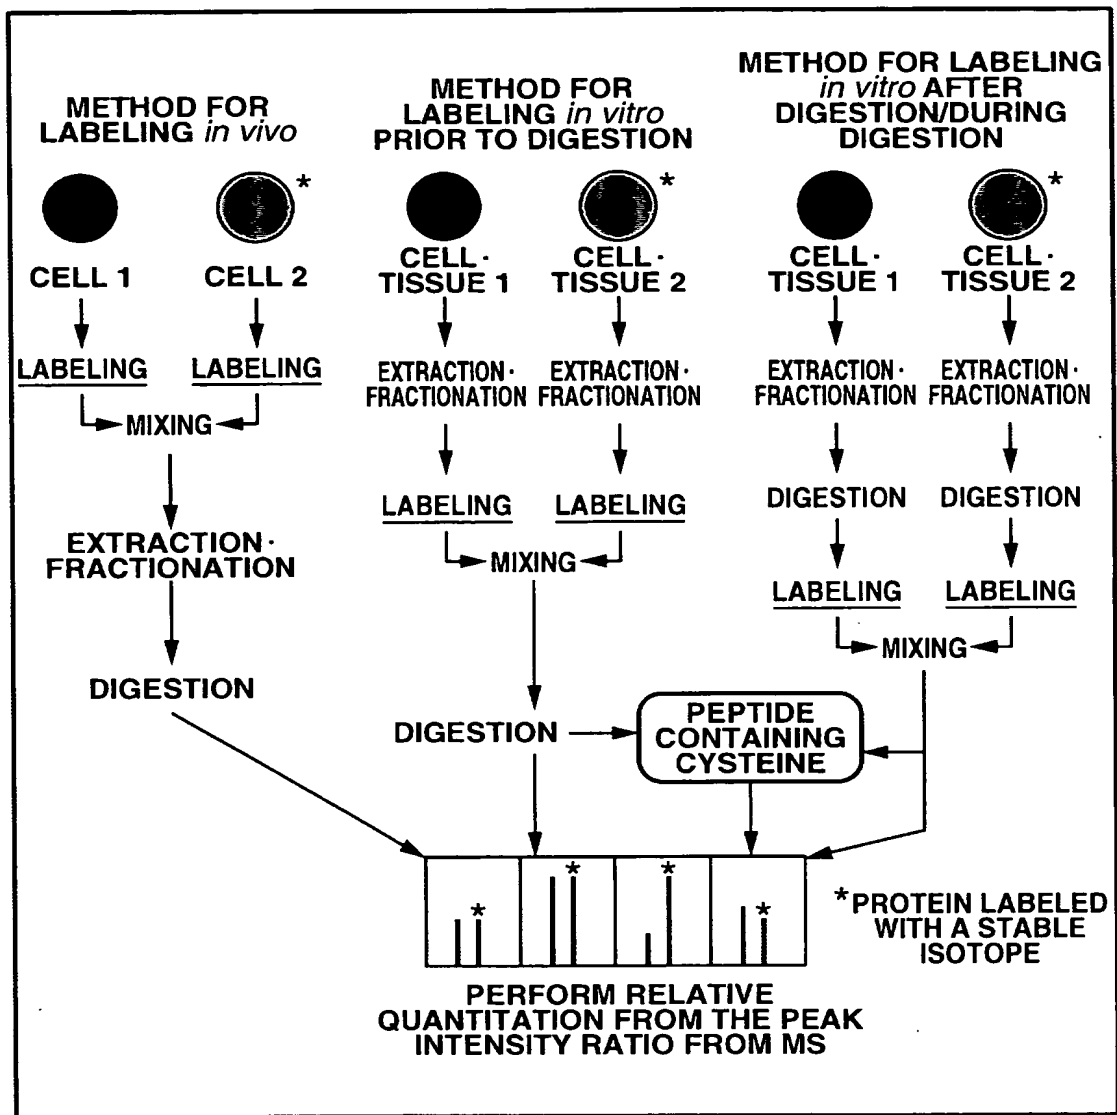 METHOD FOR
LABELING in vivo
*
CELL 1
CELL 2
LABELING
LABELING
MIXING
EXTRACTION·
FRACTIONATION
DIGESTION
METHOD FOR
LABELING in vitro
PRIOR TO DIGESTION
*
CELL·
TISSUE 1
CELL·
TISSUE 2
EXTRACTION·
FRACTIONATION
EXTRACTION·
FRACTIONATION
LABELING
LABELING
MIXING
DIGESTION
METHOD FOR LABELING
in vitro AFTER
DIGESTION/DURING
DIGESTION
*
CELL·
TISSUE 1
CELL·
TISSUE 2
EXTRACTION·
FRACTIONATION
EXTRACTION·
FRACTIONATION
DIGESTION
DIGESTION
LABELING
LABELING
MIXING
PEPTIDE
CONTAINING
CYSTEINE
* * * *
*PROTEIN LABELED
WITH A STABLE
ISOTOPE
PERFORM RELATIVE
QUANTITATION FROM THE PEAK
INTENSITY RATIO FROM MS